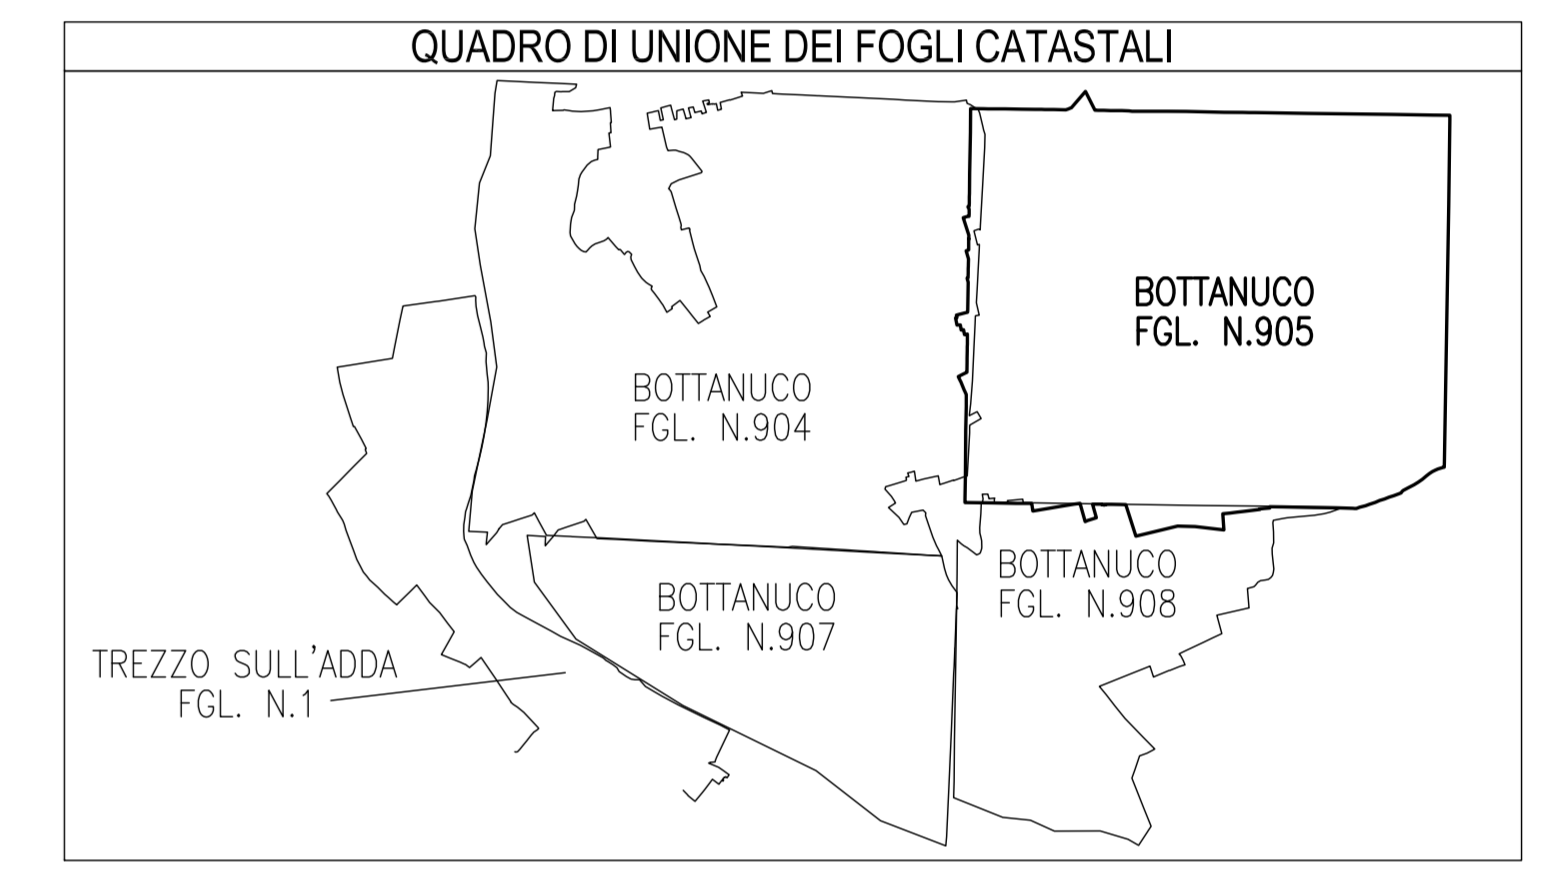 QUADRO DI UNIONE DEI FOGLI CATASTALI
BOTTANUCO
FGL. N.905
BOTTANUCO
FGL. N.904
BOTTANUCO
FGL. N.908
BOTTANUCO
FGL. N.907
TREZZO SULL'ADDA
FGL. N.1